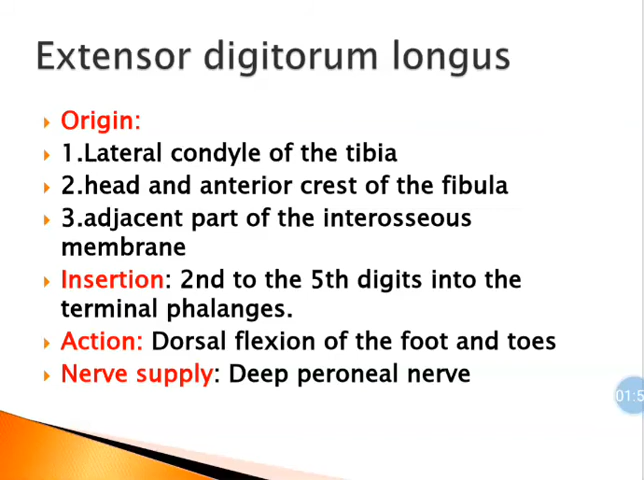 Extensor digitorum longus
Origin:
1.Lateral condyle of the tibia
2.head and anterior crest of the fibula
3.adjacent part of the interosseous
membrane
Insertion: 2nd to the 5th digits into the
terminal phalanges.
Action: Dorsal flexion of the foot and toes
Nerve supply: Deep peroneal nerve